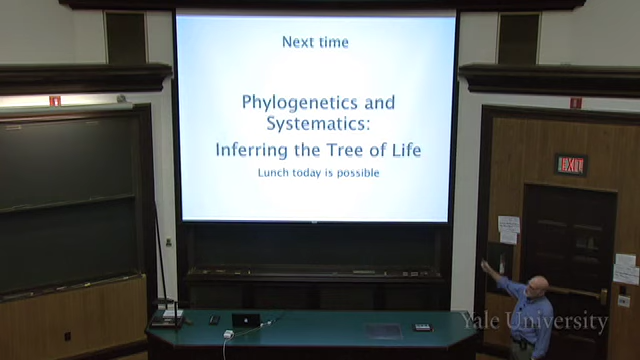 Next time
Phylogenetics and
Systematics:
Inferring the Tree of Life
Lunch today is possible
EXIT
Yale University